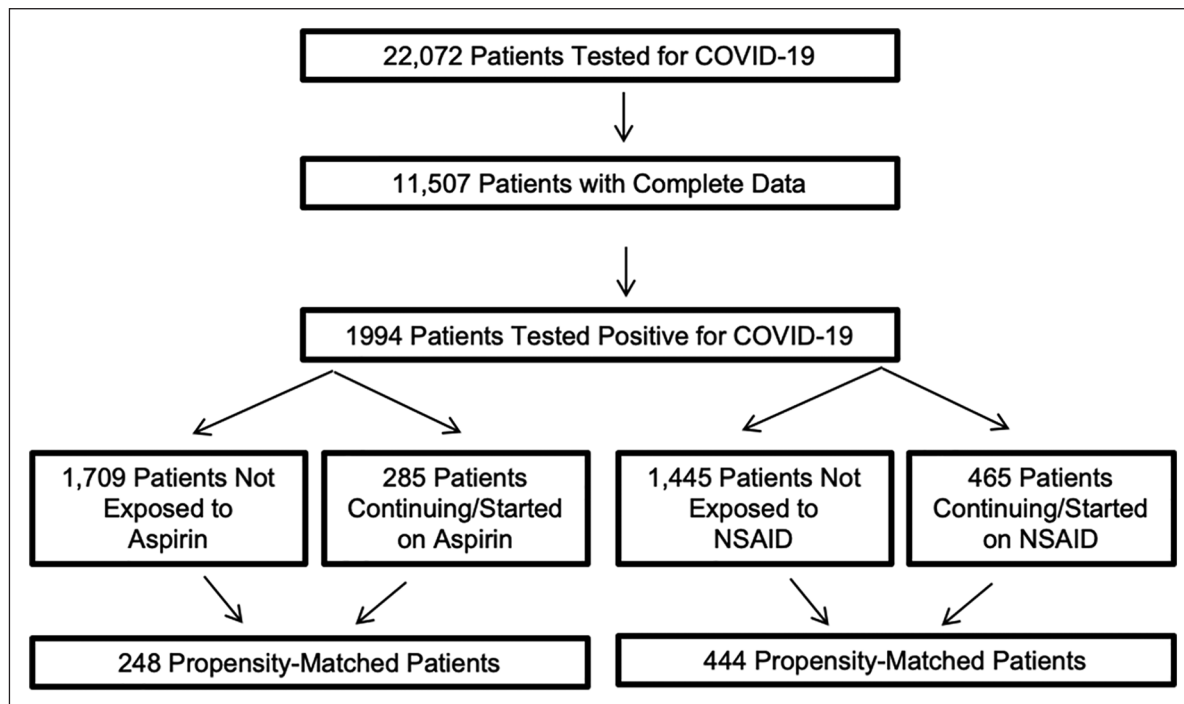 22,072 Patients Tested for COVID-19
11,507 Patients with Complete Data
1994 Patients Tested Positive for COVID-19
1,709 Patients Not
Exposed to
Aspirin
285 Patients
Continuing/Started
on Aspirin
1,445 Patients Not
Exposed to
NSAID
465 Patients
Continuing/Started
on NSAID
248 Propensity-Matched Patients
444 Propensity-Matched Patients